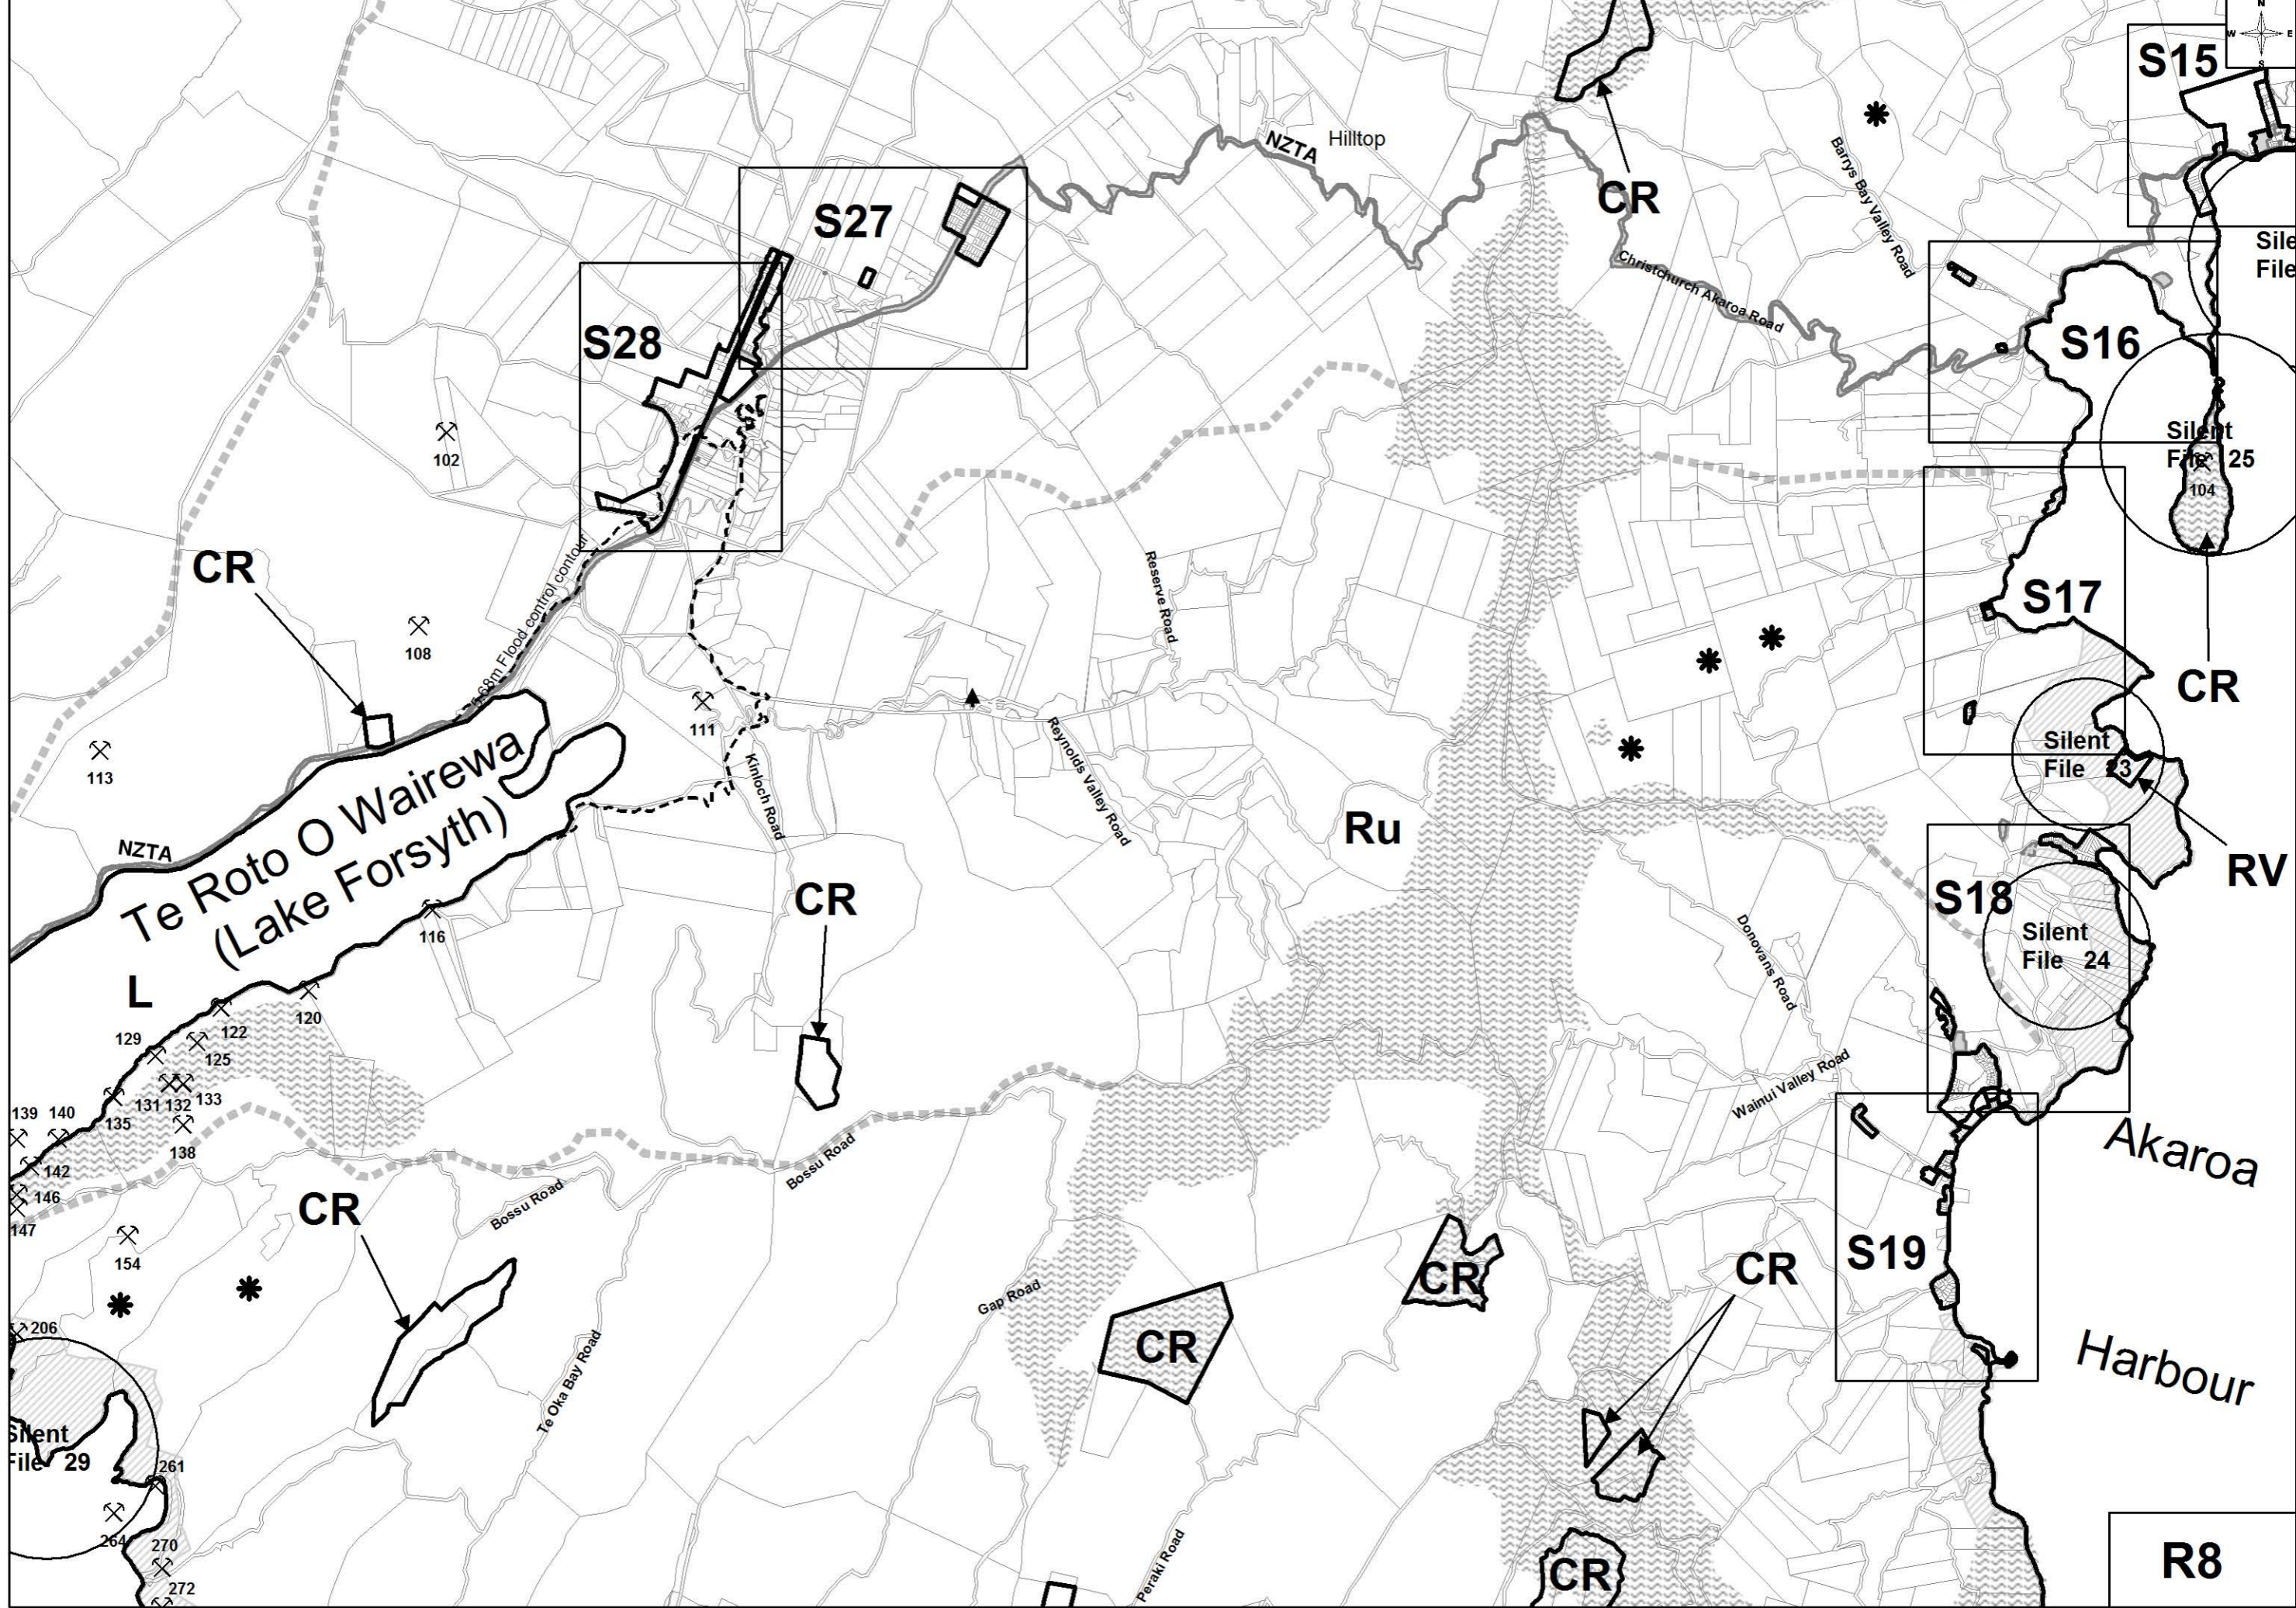 N
W
E
S
S15
NZTA
Hilltop
Barrys Bay Valley Road
CR
S27
Christchurch Akaroa Road
S28
S16
Silent
File 25
104
102
CR
5.68m Flood control contour
108
Reserve Road
S17
CR
111
113
Kinloch Road
Reynolds Valley Road
Silent
File 23
NZTA
Te Roto O Wairewa
(Lake Forsyth)
Ru
RV
CR
S18
116
Silent
File 24
Donovans Road
L
120
122
129
125
131
132
133
135
139
140
138
142
146
147
Wainui Valley Road
Bossu Road
Bossu Road
Akaroa
Harbour
CR
154
S19
CR
CR
CR
Gap Road
206
Te Oka Bay Road
Silent
File 29
261
264
270
272
Peraki Road
CR
R8